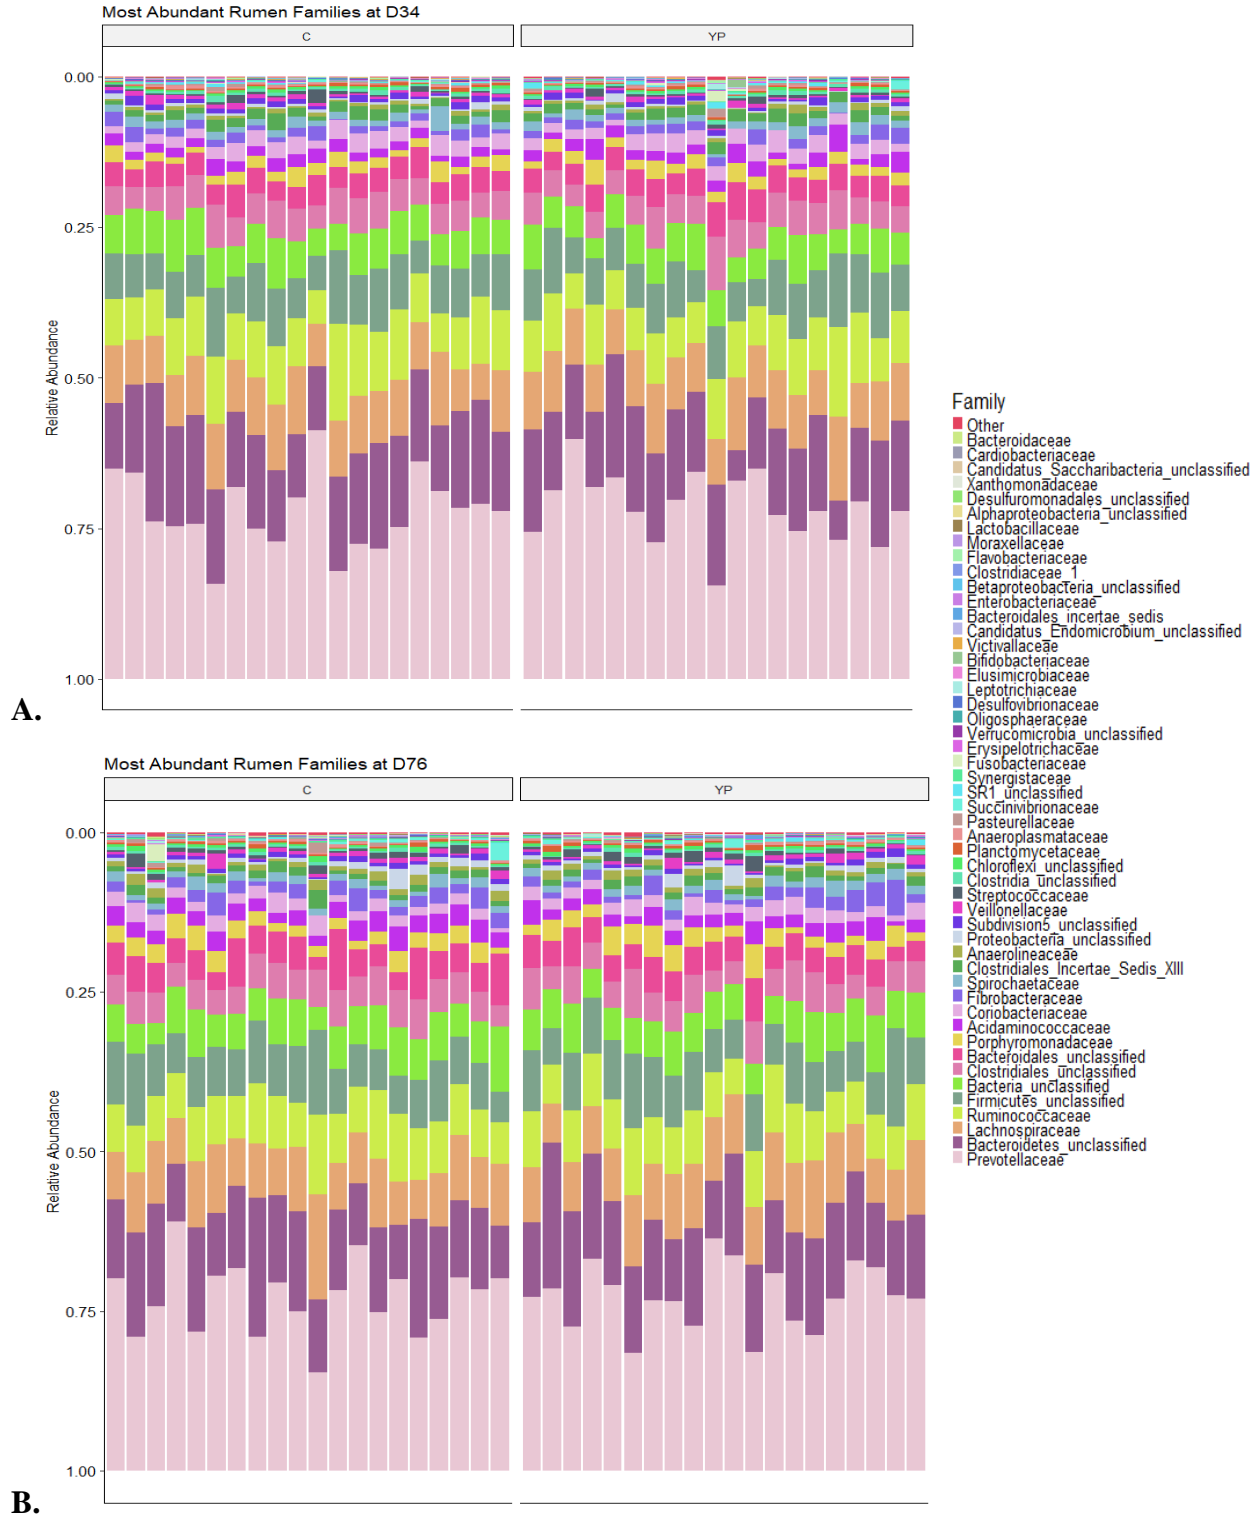 Most Abundant Rumen Families at D34
C
YP
0.00
0.25
0.50
0.75
1.00
Relative Abundance
A.
Most Abundant Rumen Families at D76
C
YP
0.00
0.25
0.50
0.75
1.00
Relative Abundance
B.
Family
Other
Bacteroidaceae
Cardiobacteriaceae
Candidatus_Saccharibacteria_unclassified
Xanthomonadaceae
Desulfuromonadales_unclassified
Alphaproteobacteria_unclassified
Lactobacillaceae
Moraxellaceae
Flavobacteriaceae
Clostridiaceae_1
Betaproteobacteria_unclassified
Enterobacteriaceae
Bacteroidales_incertae_sedis
Candidatus_Endomicrobium_unclassified
Victivallaceae
Bifidobacteriaceae
Elusimicrobiaceae
Leptotrichiaceae
Desulfovibrionaceae
Oligosphaeraceae
Verrucomicrobia_unclassified
Erysipelotrichaceae
Fusobacteriaceae
Synergistaceae
SR1_unclassified
Succinivibrionaceae
Pasteurellaceae
Anaeroplasmataceae
Planctomycetaceae
Chloroflexi_unclassified
Clostridia_unclassified
Streptococcaceae
Veillonellaceae
Subdivision5_unclassified
Proteobacteria_unclassified
Anaerolineaceae
Clostridiales_Incertae_Sedis_XIII
Spirochaetaceae
Fibrobacteraceae
Coriobacteriaceae
Acidaminococcaceae
Porphyromonadaceae
Bacteroidales_unclassified
Clostridiales_unclassified
Bacteria_unclassified
Firmicutes_unclassified
Ruminococcaceae
Lachnospiraceae
Bacteroidetes_unclassified
Prevotellaceae